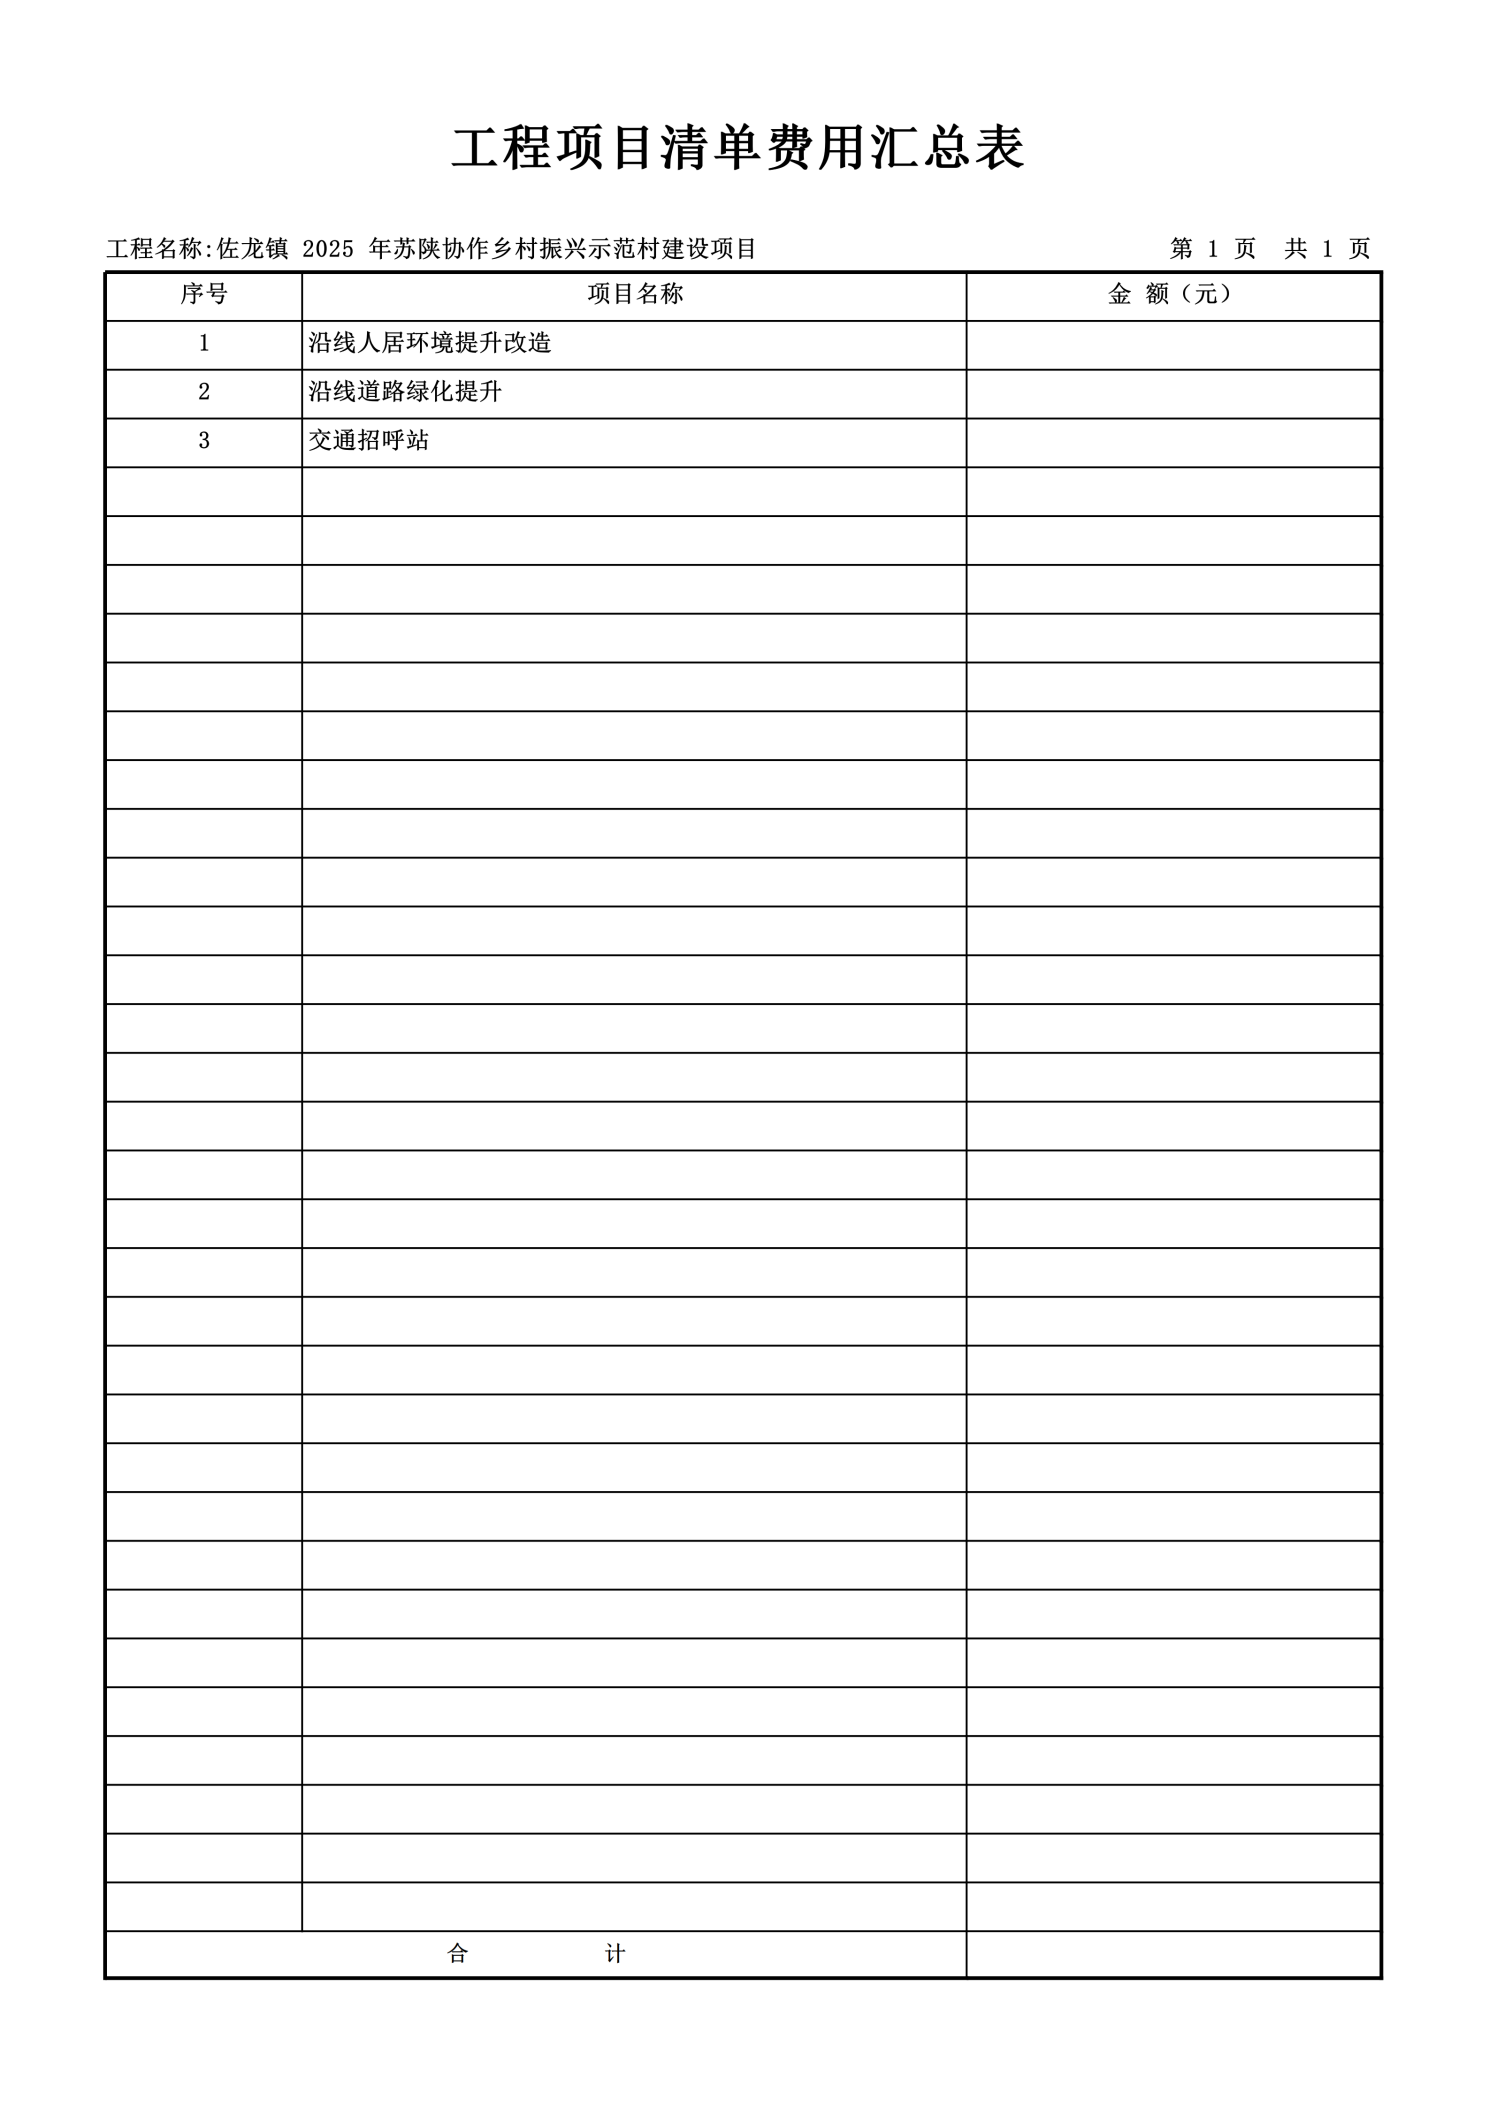 工程项目清单费用汇总表
工程名称:佐龙镇 2025 年苏陕协作乡村振兴示范村建设项目 第 1 页 共 1 页
序号 项目名称 金 额（元）
1 沿线人居环境提升改造
2 沿线道路绿化提升
3 交通招呼站
合 计